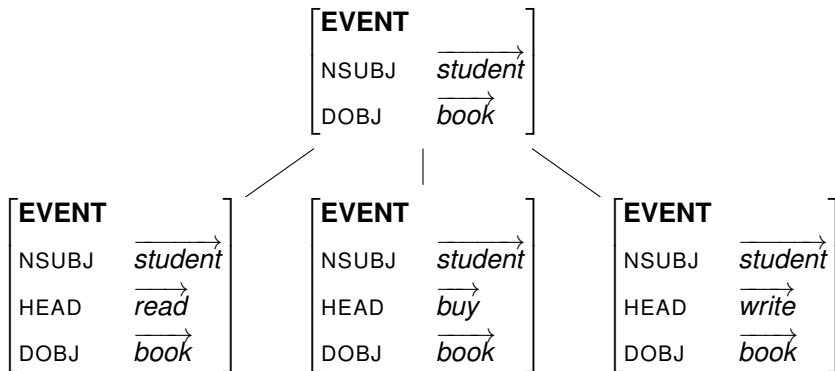 EVENT
NSUBJ student
DOBJ book
EVENT EVENT EVENT
NSUBJ student NSUBJ student NSUBJ student
HEAD read HEAD buy HEAD write
DOBJ book DOBJ book DOBJ book